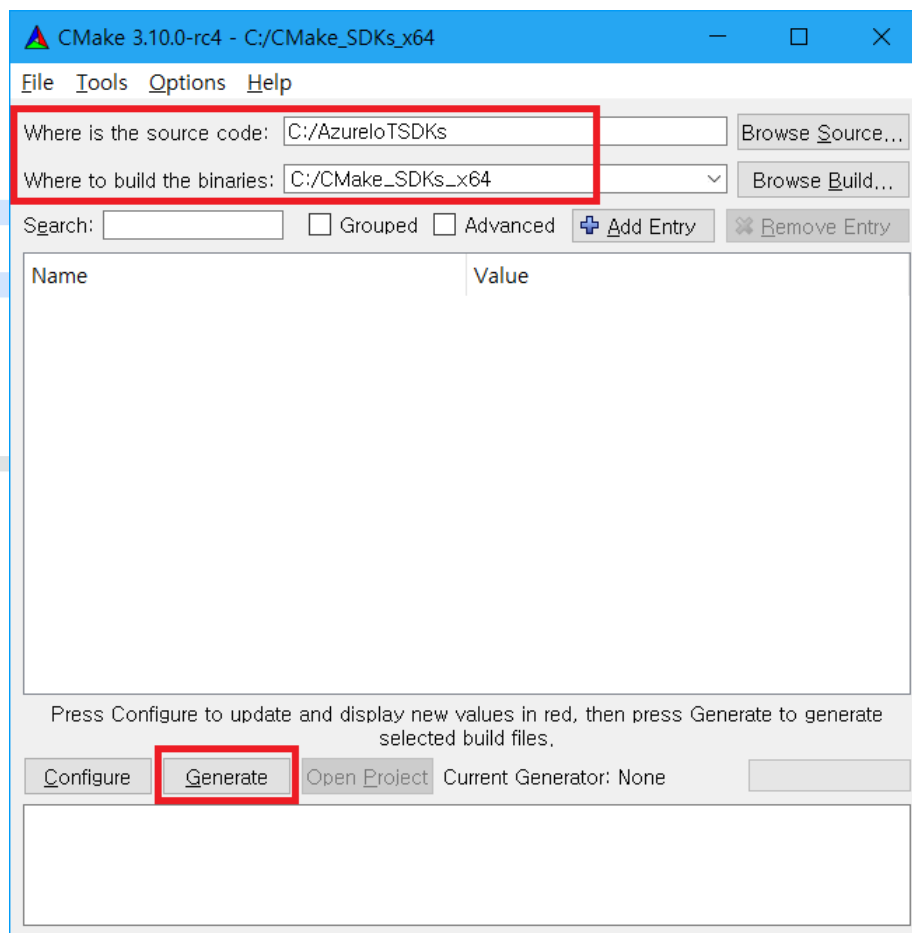 CMake 3.10.0-rc4 - C:/CMake_SDKs_x64
File Tools Options Help
Where is the source code: C:/AzureIoTSDKs Browse Source...
Where to build the binaries: C:/CMake_SDKs_x64 Browse Build...
Search: Grouped Advanced Add Entry Remove Entry
Name Value
Press Configure to update and display new values in red, then press Generate to generate
selected build files.
Configure Generate Open Project Current Generator: None